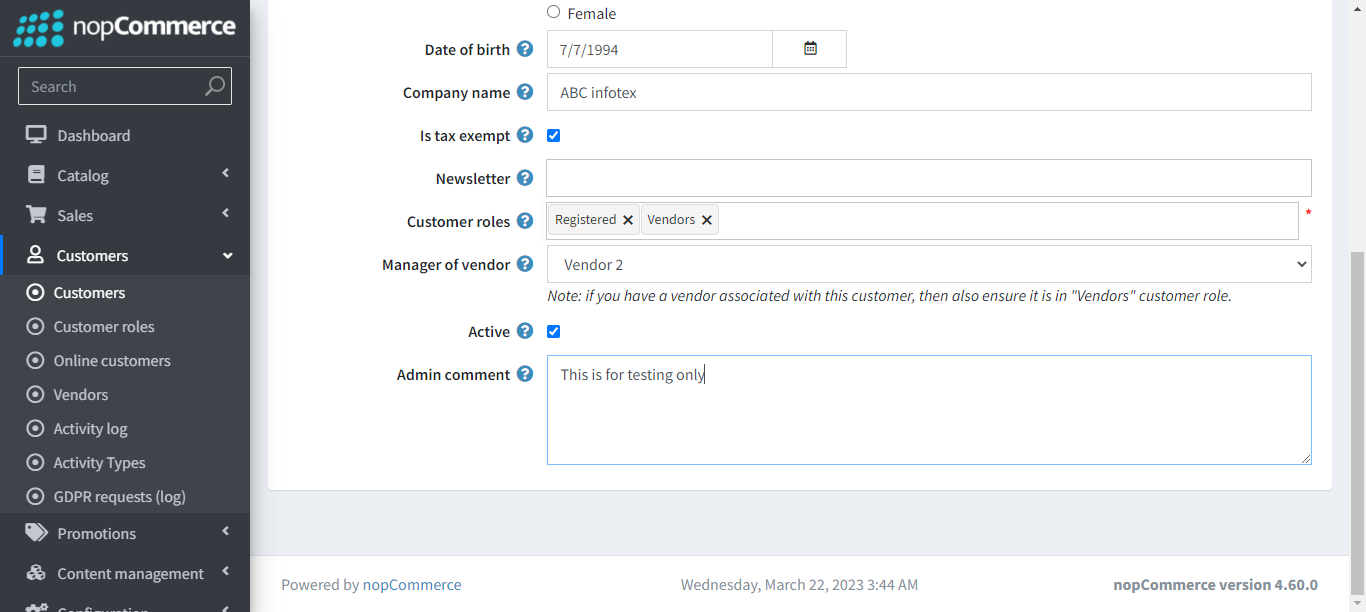 nopCommerce
Search
Dashboard
Catalog
Sales
Customers
Customers
Customer roles
Online customers
Vendors
Activity log
Activity Types
GDPR requests (log)
Promotions
Content management
Configuration
Female
Date of birth ? 7/7/1994
Company name ? ABC infotex
Is tax exempt ?
Newsletter ?
Customer roles ? Registered Vendors *
Manager of vendor ? Vendor 2
Note: if you have a vendor associated with this customer, then also ensure it is in "Vendors" customer role.
Active ?
Admin comment ? This is for testing only
Powered by nopCommerce Wednesday, March 22, 2023 3:44 AM nopCommerce version 4.60.0